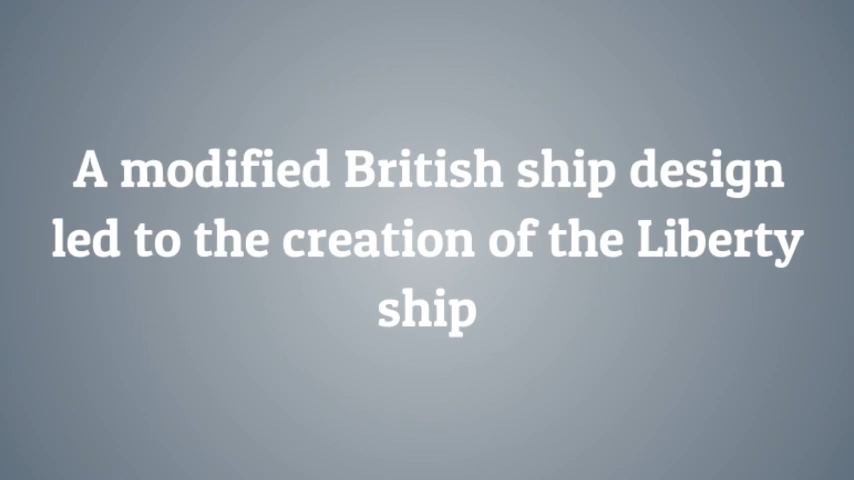 A modified British ship design
led to the creation of the Liberty
ship